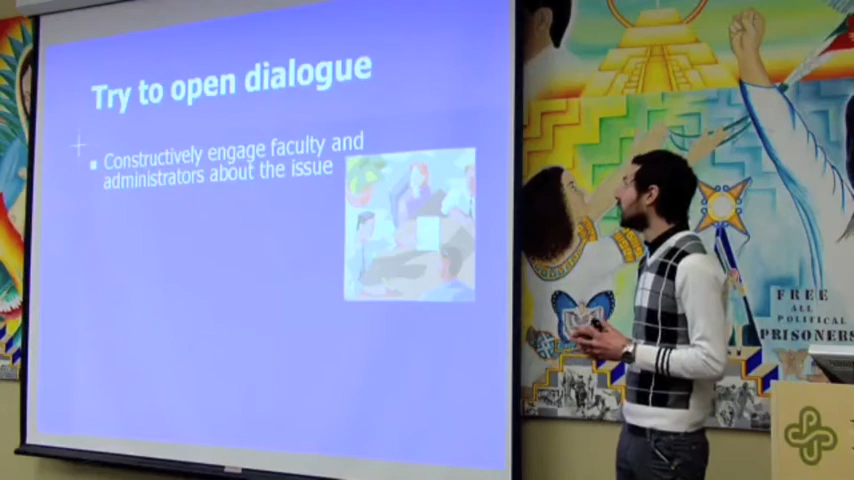 Try to open dialogue
Constructively engage faculty and
administrators about the issue
FREE
ALL
POLITICAL
PRISONERS